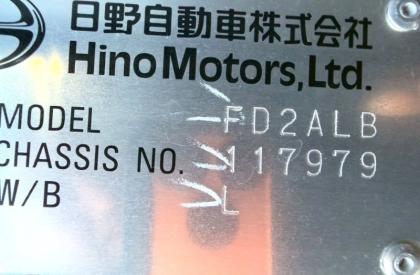 日野自動車株式会社
Hino Motors, Ltd.
MODEL FD2ALB
CHASSIS NO. 117979
W/B L